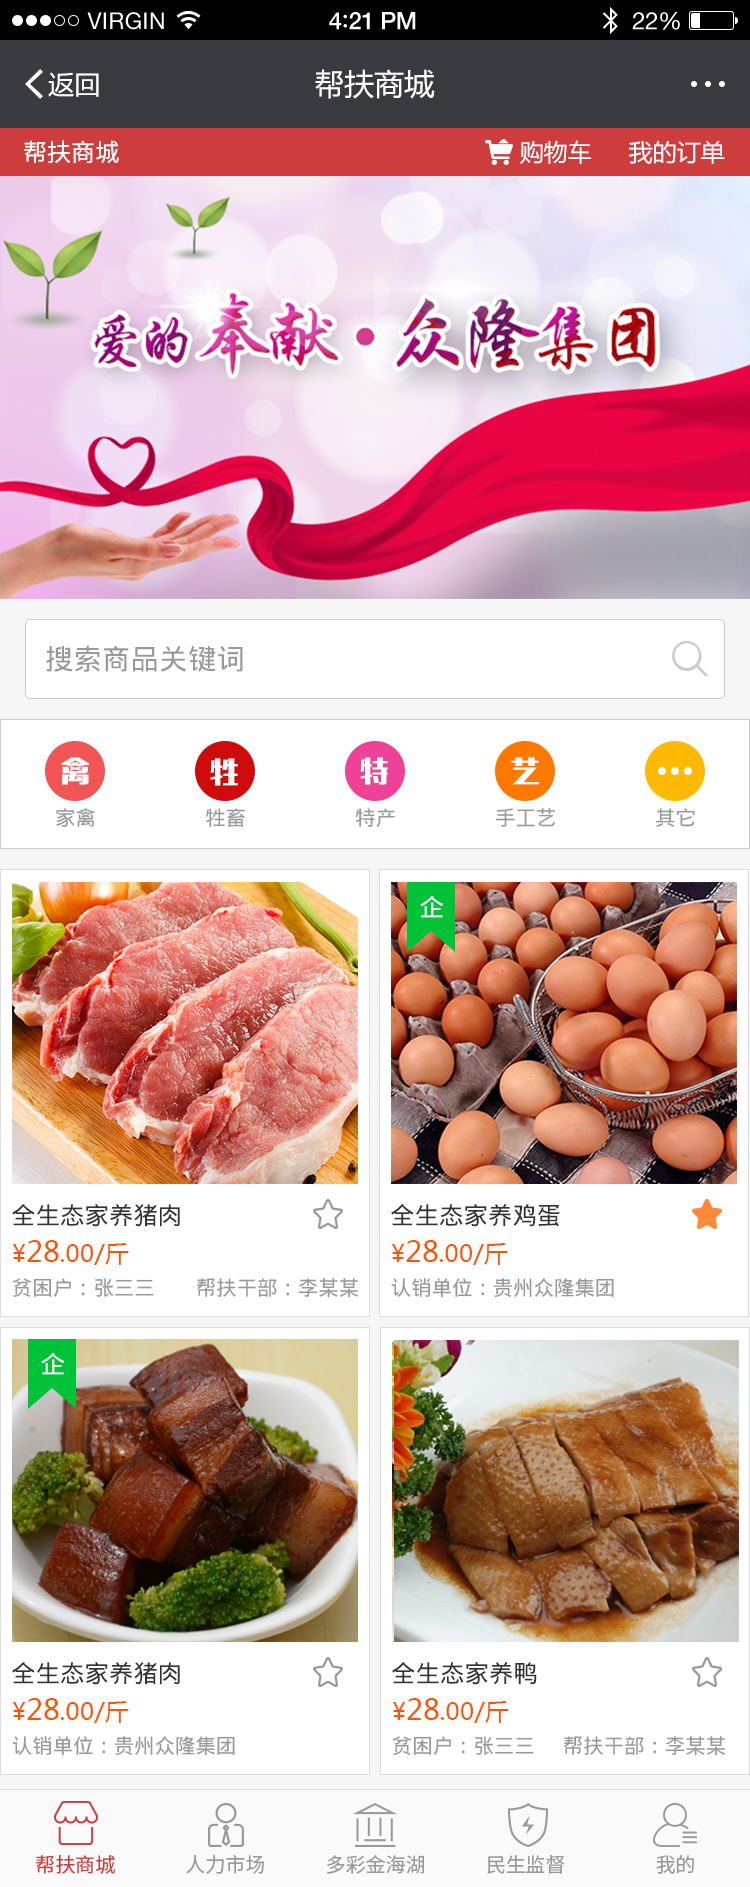 VIRGIN 4:21 PM 22%
返回 帮扶商城
帮扶商城 购物车 我的订单
爱的奉献·众隆集团
搜索商品关键词
禽 牲 特 艺
家禽 牲畜 特产 手工艺 其它
企
全生态家养猪肉 全生态家养鸡蛋
¥28.00/斤 ¥28.00/斤
贫困户：张三三 帮扶干部：李某某 认销单位：贵州众隆集团
企
全生态家养猪肉 全生态家养鸭
¥28.00/斤 ¥28.00/斤
认销单位：贵州众隆集团 贫困户：张三三 帮扶干部：李某某
帮扶商城 人力市场 多彩金海湖 民生监督 我的